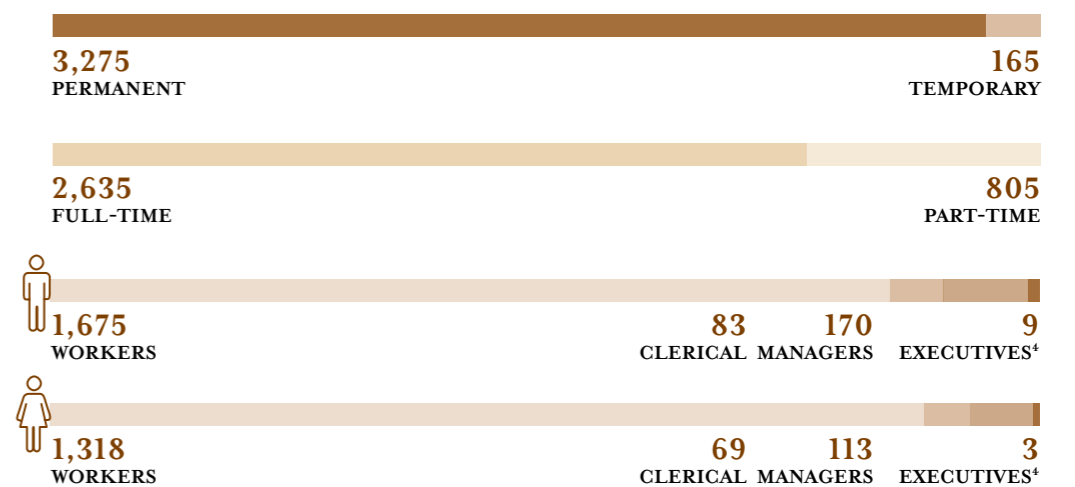 3,275 165
PERMANENT TEMPORARY
2,635 805
FULL-TIME PART-TIME
1,675 83 170 9
WORKERS CLERICAL MANAGERS EXECUTIVES⁴
1,318 69 113 3
WORKERS CLERICAL MANAGERS EXECUTIVES⁴